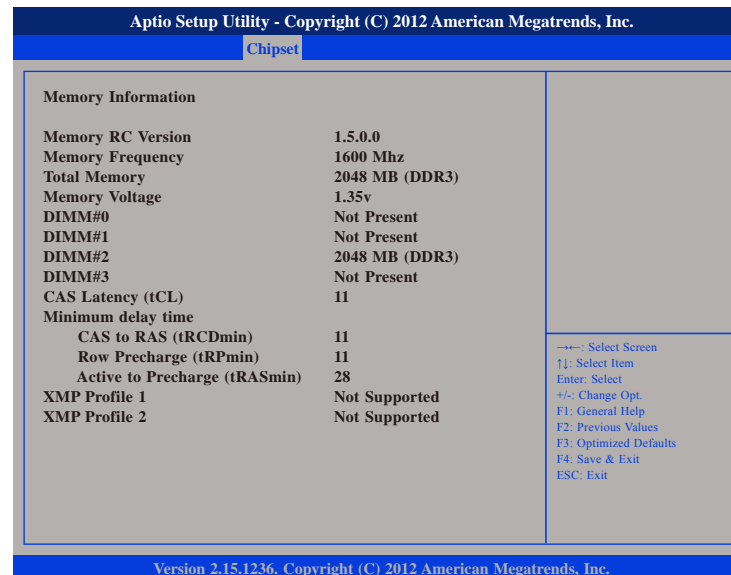 Aptio Setup Utility - Copyright (C) 2012 American Megatrends, Inc.
Chipset
Memory Information
Memory RC Version 1.5.0.0
Memory Frequency 1600 Mhz
Total Memory 2048 MB (DDR3)
Memory Voltage 1.35v
DIMM#0 Not Present
DIMM#1 Not Present
DIMM#2 2048 MB (DDR3)
DIMM#3 Not Present
CAS Latency (tCL) 11
Minimum delay time
CAS to RAS (tRCDmin) 11
Row Precharge (tRPmin) 11
Active to Precharge (tRASmin) 28
XMP Profile 1 Not Supported
XMP Profile 2 Not Supported
→←: Select Screen
↑↓: Select Item
Enter: Select
+/-: Change Opt.
F1: General Help
F2: Previous Values
F3: Optimized Defaults
F4: Save & Exit
ESC: Exit
Version 2.15.1236. Copyright (C) 2012 American Megatrends, Inc.